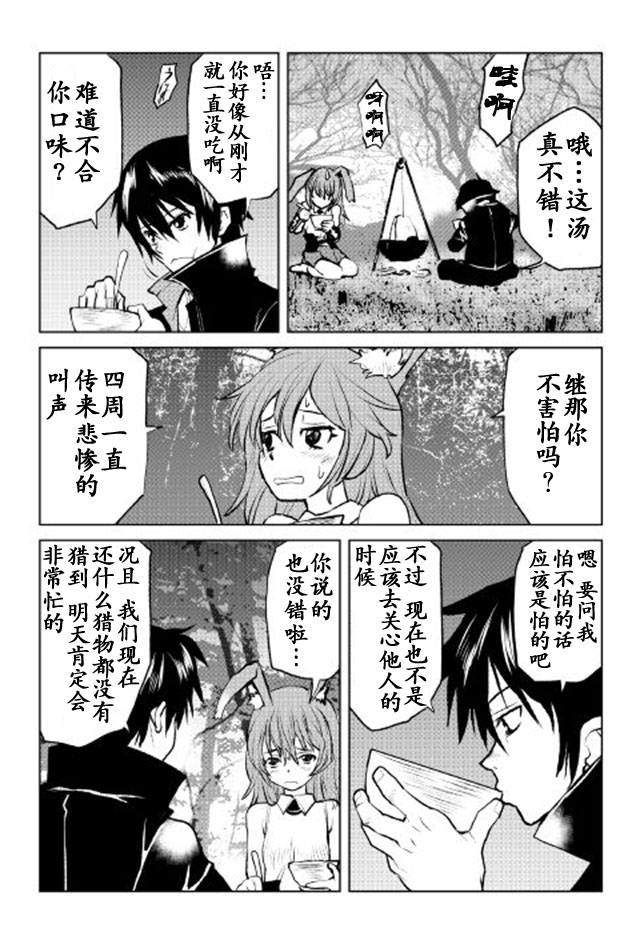 哇啊
哦…这汤
真不错！
呀啊啊
唔…
你好像从刚才
就一直没吃啊
难道不合
你口味？
继那你
不害怕吗？
四周一直
传来悲惨的
叫声
嗯 要问我
怕不怕的话
应该是怕的吧
不过 现在也不是
应该去关心他人的
时候
你说的
也没错啦…
况且 我们现在
还什么猎物都没有
猎到 明天肯定会
非常忙的